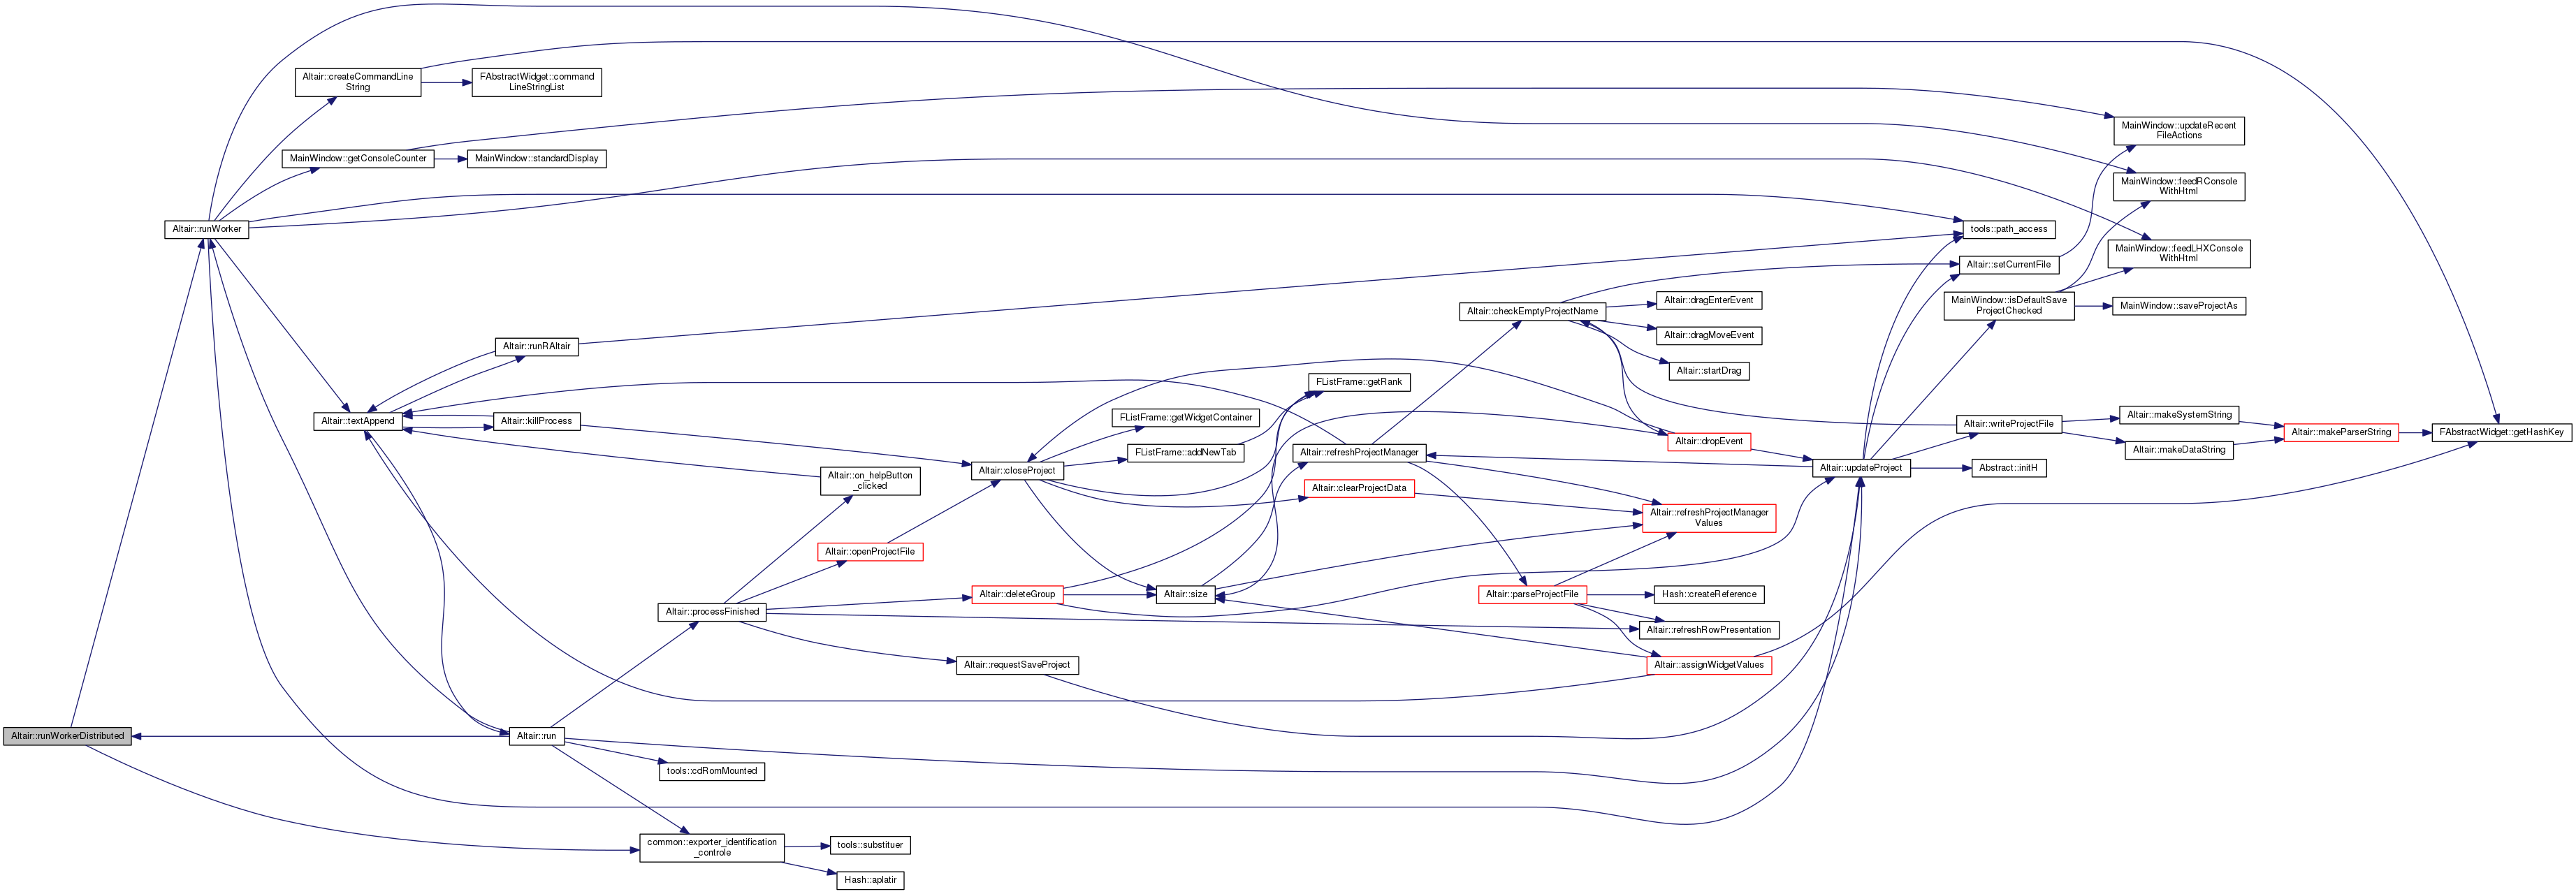 Altair::createCommandLine
String
FAbstractWidget::command
LineStringList
MainWindow::updateRecent
FileActions
MainWindow::getConsoleCounter
MainWindow::standardDisplay
MainWindow::feedRConsole
WithHtml
Altair::runWorker
tools::path_access
MainWindow::feedLHXConsole
WithHtml
Altair::setCurrentFile
Altair::dragEnterEvent
MainWindow::isDefaultSave
ProjectChecked
MainWindow::saveProjectAs
Altair::checkEmptyProjectName
Altair::dragMoveEvent
Altair::runRAltair
Altair::startDrag
FListFrame::getRank
Altair::textAppend
Altair::killProcess
FListFrame::getWidgetContainer
Altair::makeSystemString
Altair::writeProjectFile
Altair::makeParserString
FAbstractWidget::getHashKey
Altair::dropEvent
Altair::makeDataString
FListFrame::addNewTab
Altair::refreshProjectManager
Altair::closeProject
Altair::updateProject
Abstract::initH
Altair::on_helpButton
_clicked
Altair::clearProjectData
Altair::refreshProjectManager
Values
Altair::openProjectFile
Altair::deleteGroup
Altair::size
Altair::parseProjectFile
Hash::createReference
Altair::processFinished
Altair::refreshRowPresentation
Altair::requestSaveProject
Altair::assignWidgetValues
Altair::runWorkerDistributed
Altair::run
tools::cdRomMounted
common::exporter_identification
_controle
tools::substituer
Hash::aplatir